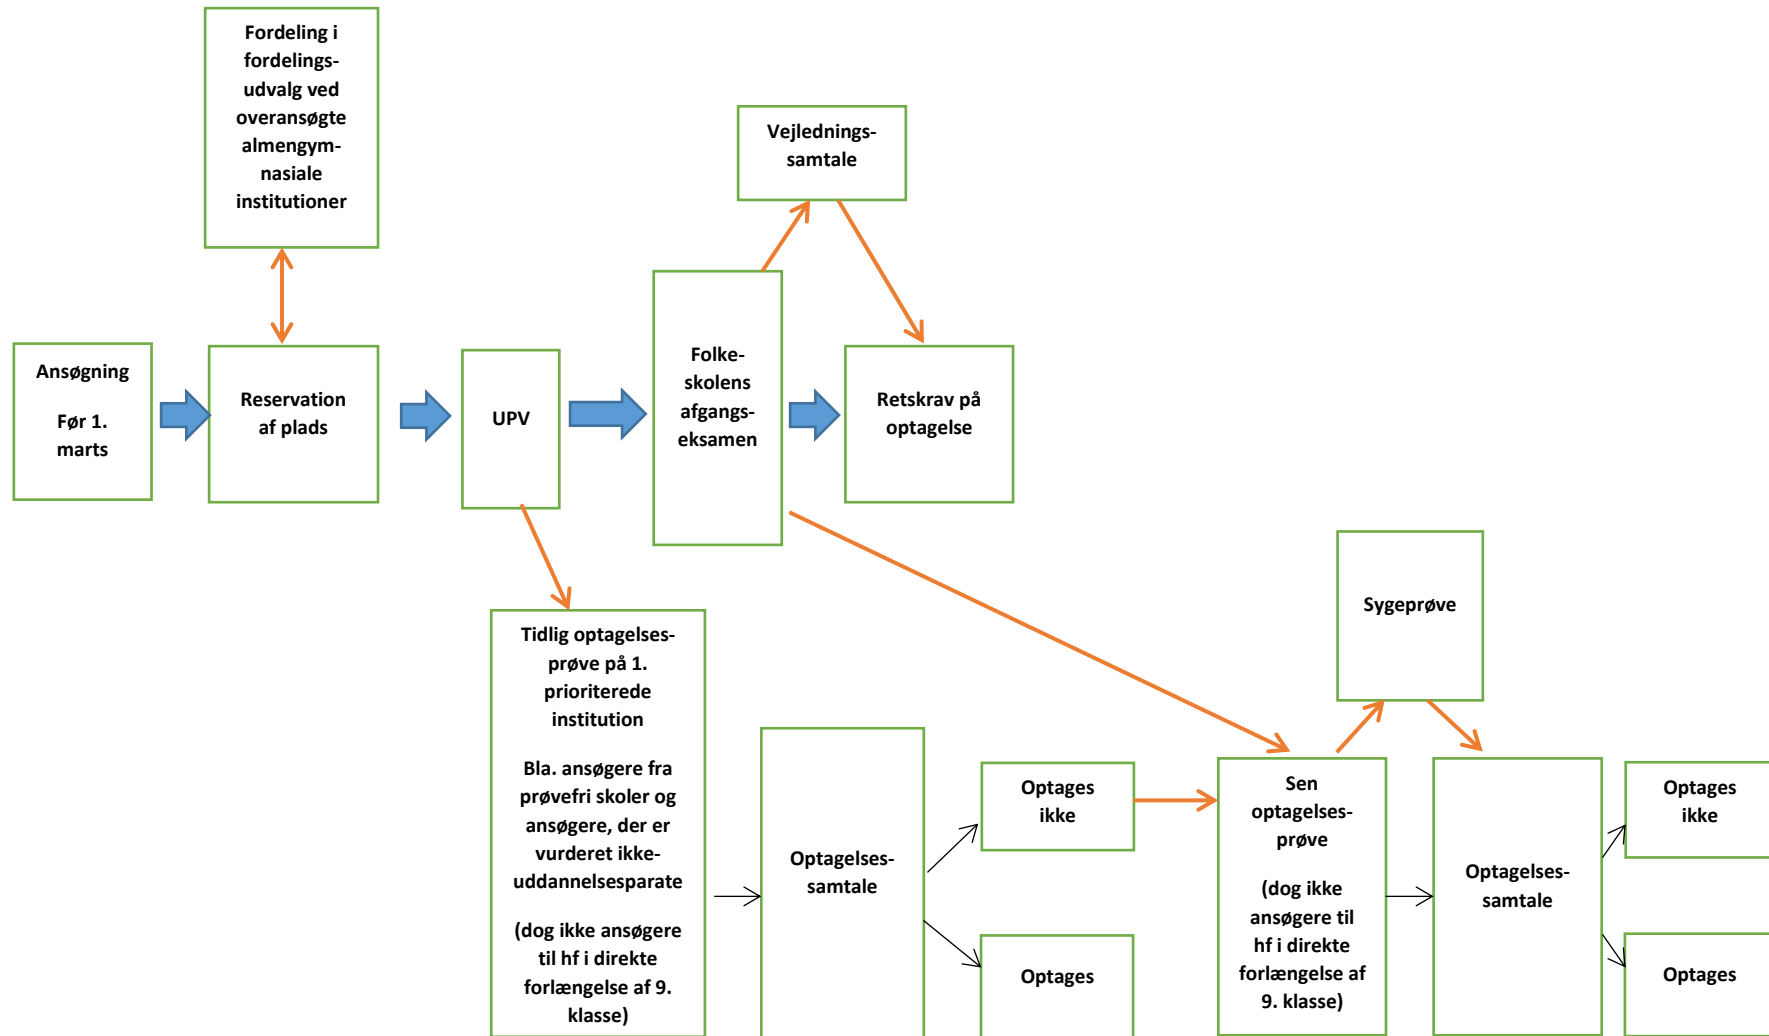 Fordeling i
fordelings-
udvalg ved
overansøgte
almengym-
nasiale
institutioner
Vejlednings-
samtale
Ansøgning
Før 1.
marts
Reservation
af plads
UPV
Folke-
skolens
afgangs-
eksamen
Retskrav på
optagelse
Tidlig optagelses-
prøve på 1.
prioriterede
institution
Bla. ansøgere fra
prøvefri skoler og
ansøgere, der er
vurderet ikke-
uddannelsesparate
(dog ikke ansøgere
til hf i direkte
forlængelse af 9.
klasse)
Optagelses-
samtale
Optages
ikke
Optages
Sen
optagelses-
prøve
(dog ikke
ansøgere til
hf i direkte
forlængelse af
9. klasse)
Sygeprøve
Optagelses-
samtale
Optages
ikke
Optages